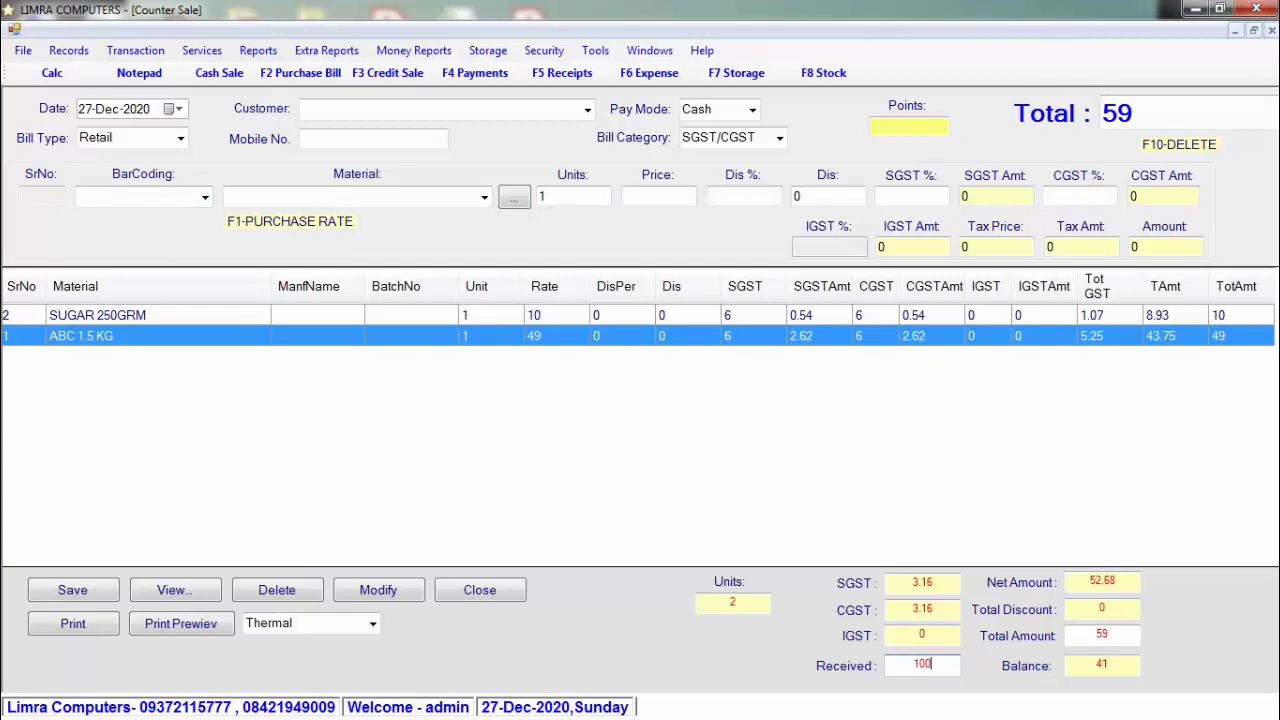 LIMRA COMPUTERS - [Counter Sale]
File Records Transaction Services Reports Extra Reports Money Reports Storage Security Tools Windows Help
Calc Notepad Cash Sale F2 Purchase Bill F3 Credit Sale F4 Payments F5 Receipts F6 Expense F7 Storage F8 Stock
Date: 27-Dec-2020 Customer: Pay Mode: Cash Points: Total : 59
Bill Type: Retail Mobile No. Bill Category: SGST/CGST F10-DELETE
SrNo: BarCoding: Material: Units: Price: Dis %: Dis: SGST %: SGST Amt: CGST %: CGST Amt:
... 1 0 0 0
F1-PURCHASE RATE IGST %: IGST Amt: Tax Price: Tax Amt: Amount:
0 0 0 0
SrNo Material ManfName BatchNo Unit Rate DisPer Dis SGST SGSTAmt CGST CGSTAmt IGST IGSTAmt Tot GST TAmt TotAmt
2 SUGAR 250GRM 1 10 0 0 6 0.54 6 0.54 0 0 1.07 8.93 10
1 ABC 1.5 KG 1 49 0 0 6 2.62 6 2.62 0 0 5.25 43.75 49
Save View... Delete Modify Close Units: SGST : 3.16 Net Amount : 52.68
2 CGST : 3.16 Total Discount : 0
Print Print Prewiev Thermal IGST : 0 Total Amount: 59
Received : 100 Balance: 41
Limra Computers- 09372115777 , 08421949009 Welcome - admin 27-Dec-2020,Sunday